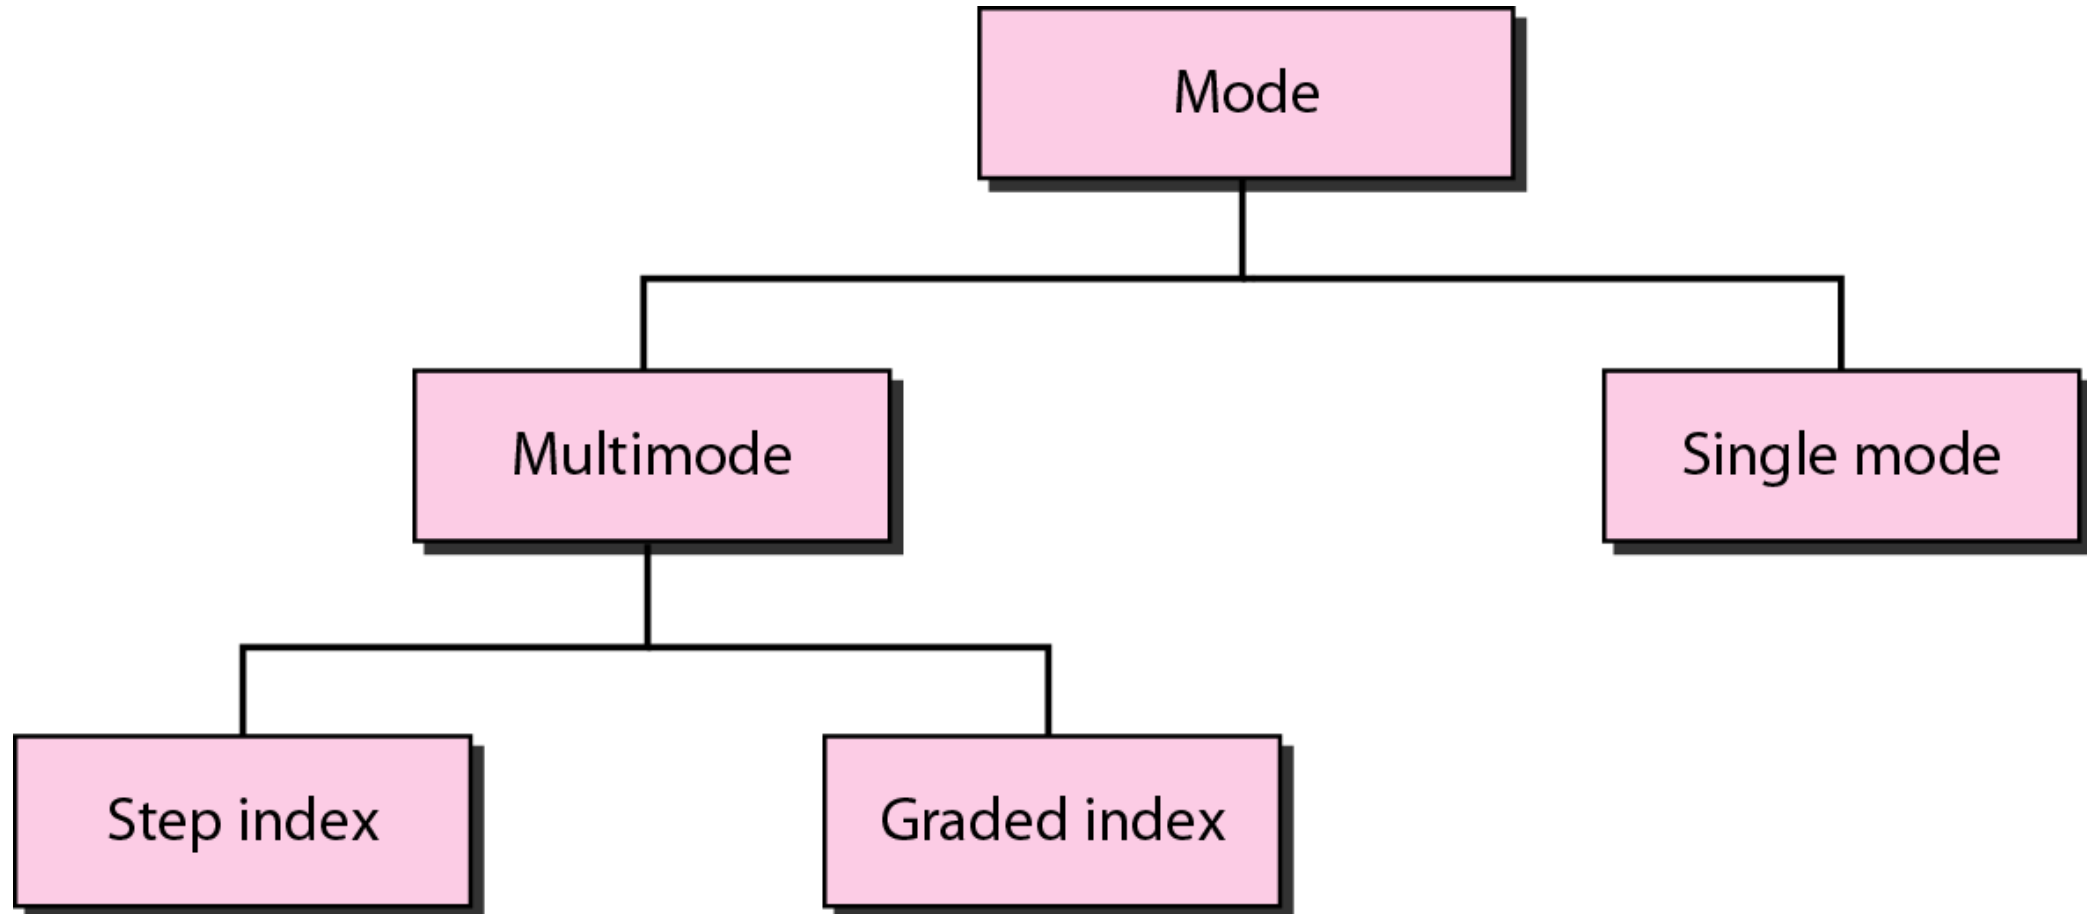 Mode
Multimode
Single mode
Step index
Graded index